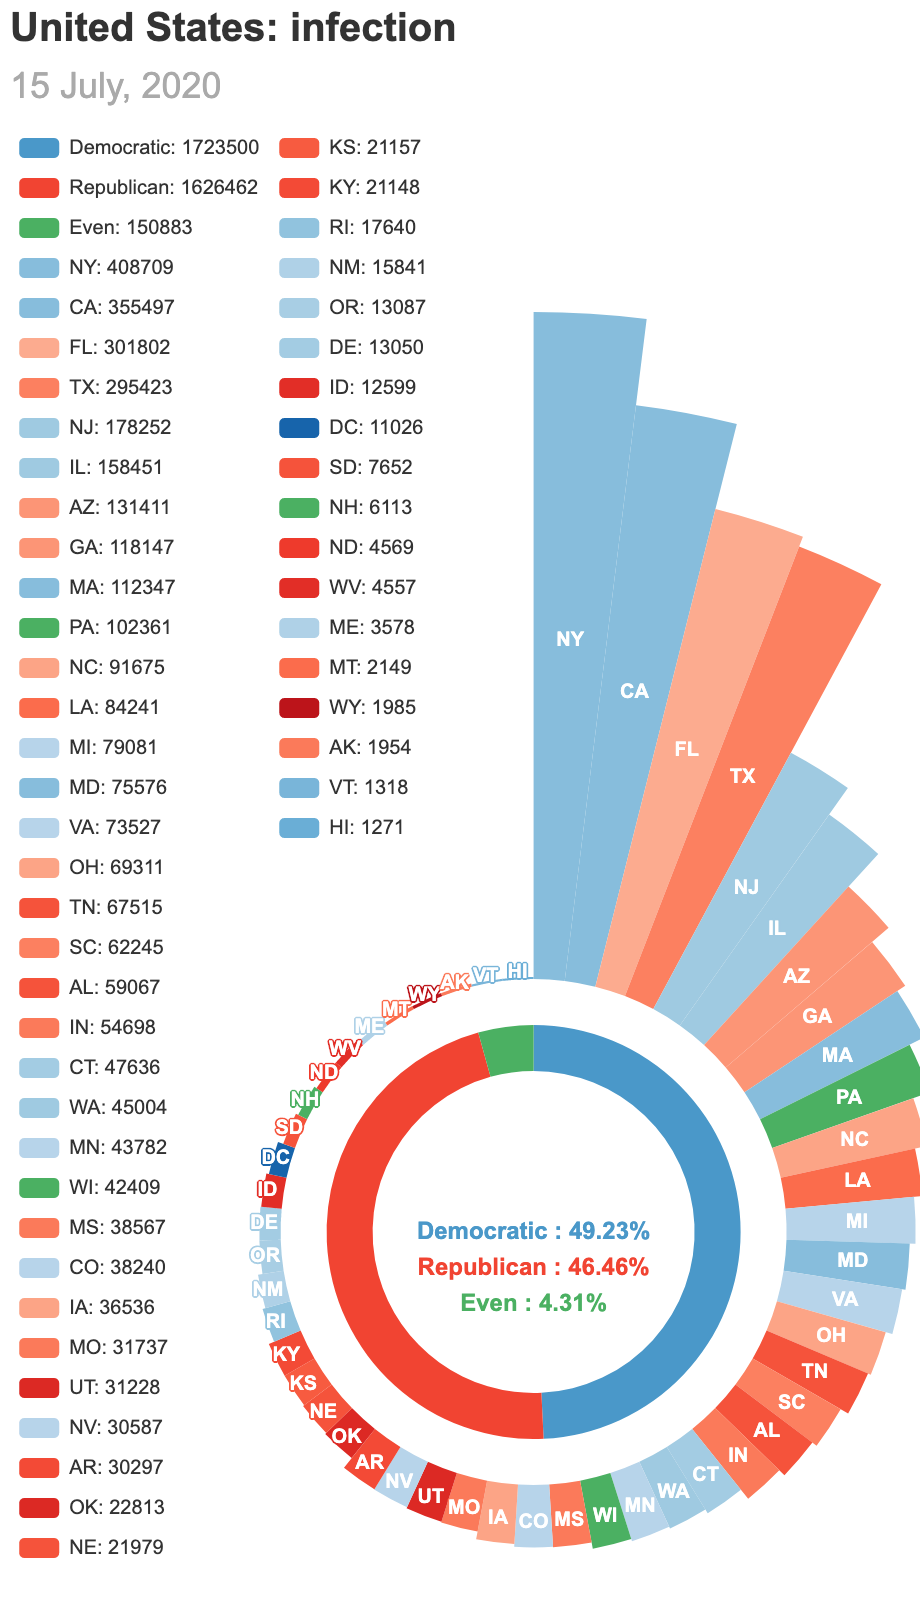 United States: infection
15 July, 2020
Democratic: 1723500
Republican: 1626462
Even: 150883
NY: 408709
CA: 355497
FL: 301802
TX: 295423
NJ: 178252
IL: 158451
AZ: 131411
GA: 118147
MA: 112347
PA: 102361
NC: 91675
LA: 84241
MI: 79081
MD: 75576
VA: 73527
OH: 69311
TN: 67515
SC: 62245
AL: 59067
IN: 54698
CT: 47636
WA: 45004
MN: 43782
WI: 42409
MS: 38567
CO: 38240
IA: 36536
MO: 31737
UT: 31228
NV: 30587
AR: 30297
OK: 22813
NE: 21979
KS: 21157
KY: 21148
RI: 17640
NM: 15841
OR: 13087
DE: 13050
ID: 12599
DC: 11026
SD: 7652
NH: 6113
ND: 4569
WV: 4557
ME: 3578
MT: 2149
WY: 1985
AK: 1954
VT: 1318
HI: 1271
NY
CA
FL
TX
NJ
IL
AZ
GA
MA
PA
NC
LA
MI
MD
VA
OH
TN
SC
AL
IN
CT
WA
MN
WI
MS
CO
IA
MO
UT
NV
AR
OK
NE
KS
KY
RI
NM
OR
DE
ID
DC
SD
NH
ND
WV
ME
MT
WY
AK
VT
HI
Democratic : 49.23%
Republican : 46.46%
Even : 4.31%